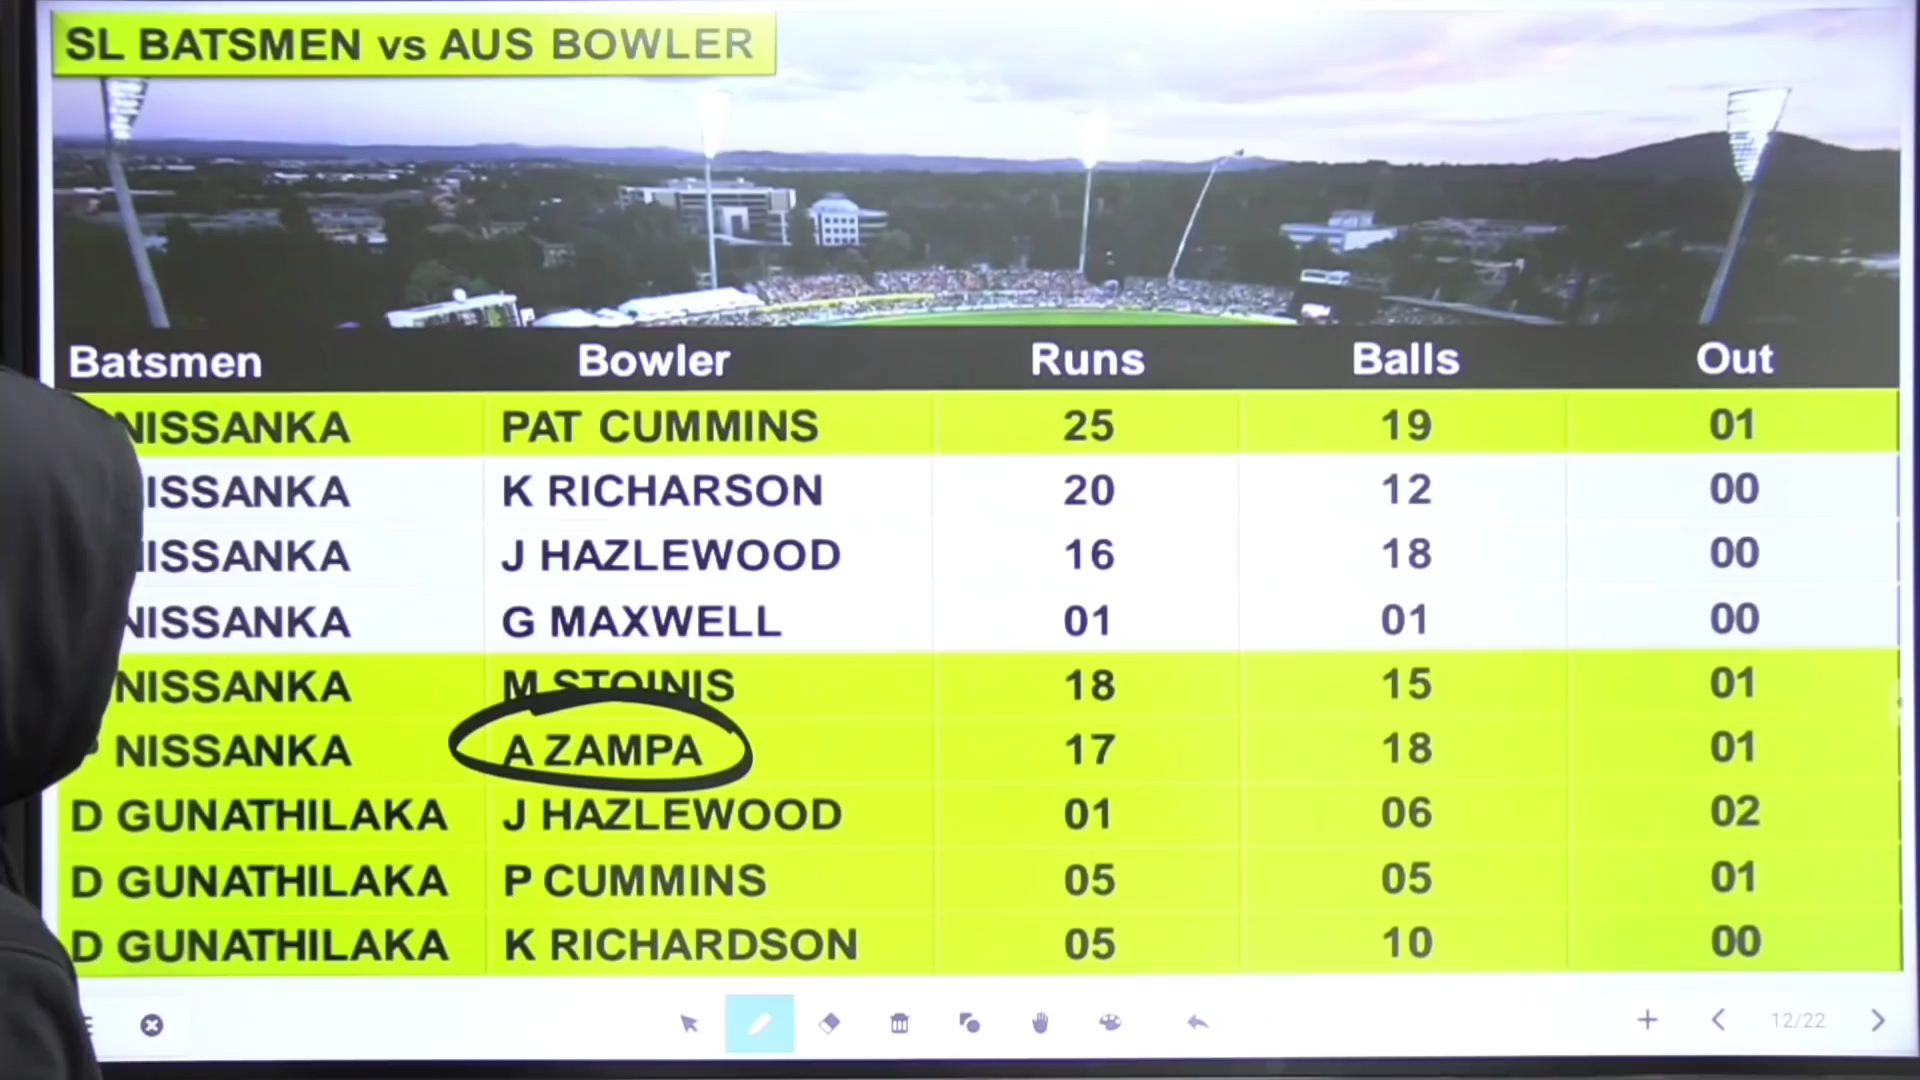 SL BATSMEN vs AUS BOWLER
Batsmen Bowler Runs Balls Out
NISSANKA PAT CUMMINS 25 19 01
NISSANKA K RICHARSON 20 12 00
NISSANKA J HAZLEWOOD 16 18 00
NISSANKA G MAXWELL 01 01 00
NISSANKA M STOINIS 18 15 01
P NISSANKA A ZAMPA 17 18 01
D GUNATHILAKA J HAZLEWOOD 01 06 02
D GUNATHILAKA P CUMMINS 05 05 01
D GUNATHILAKA K RICHARDSON 05 10 00
12/22